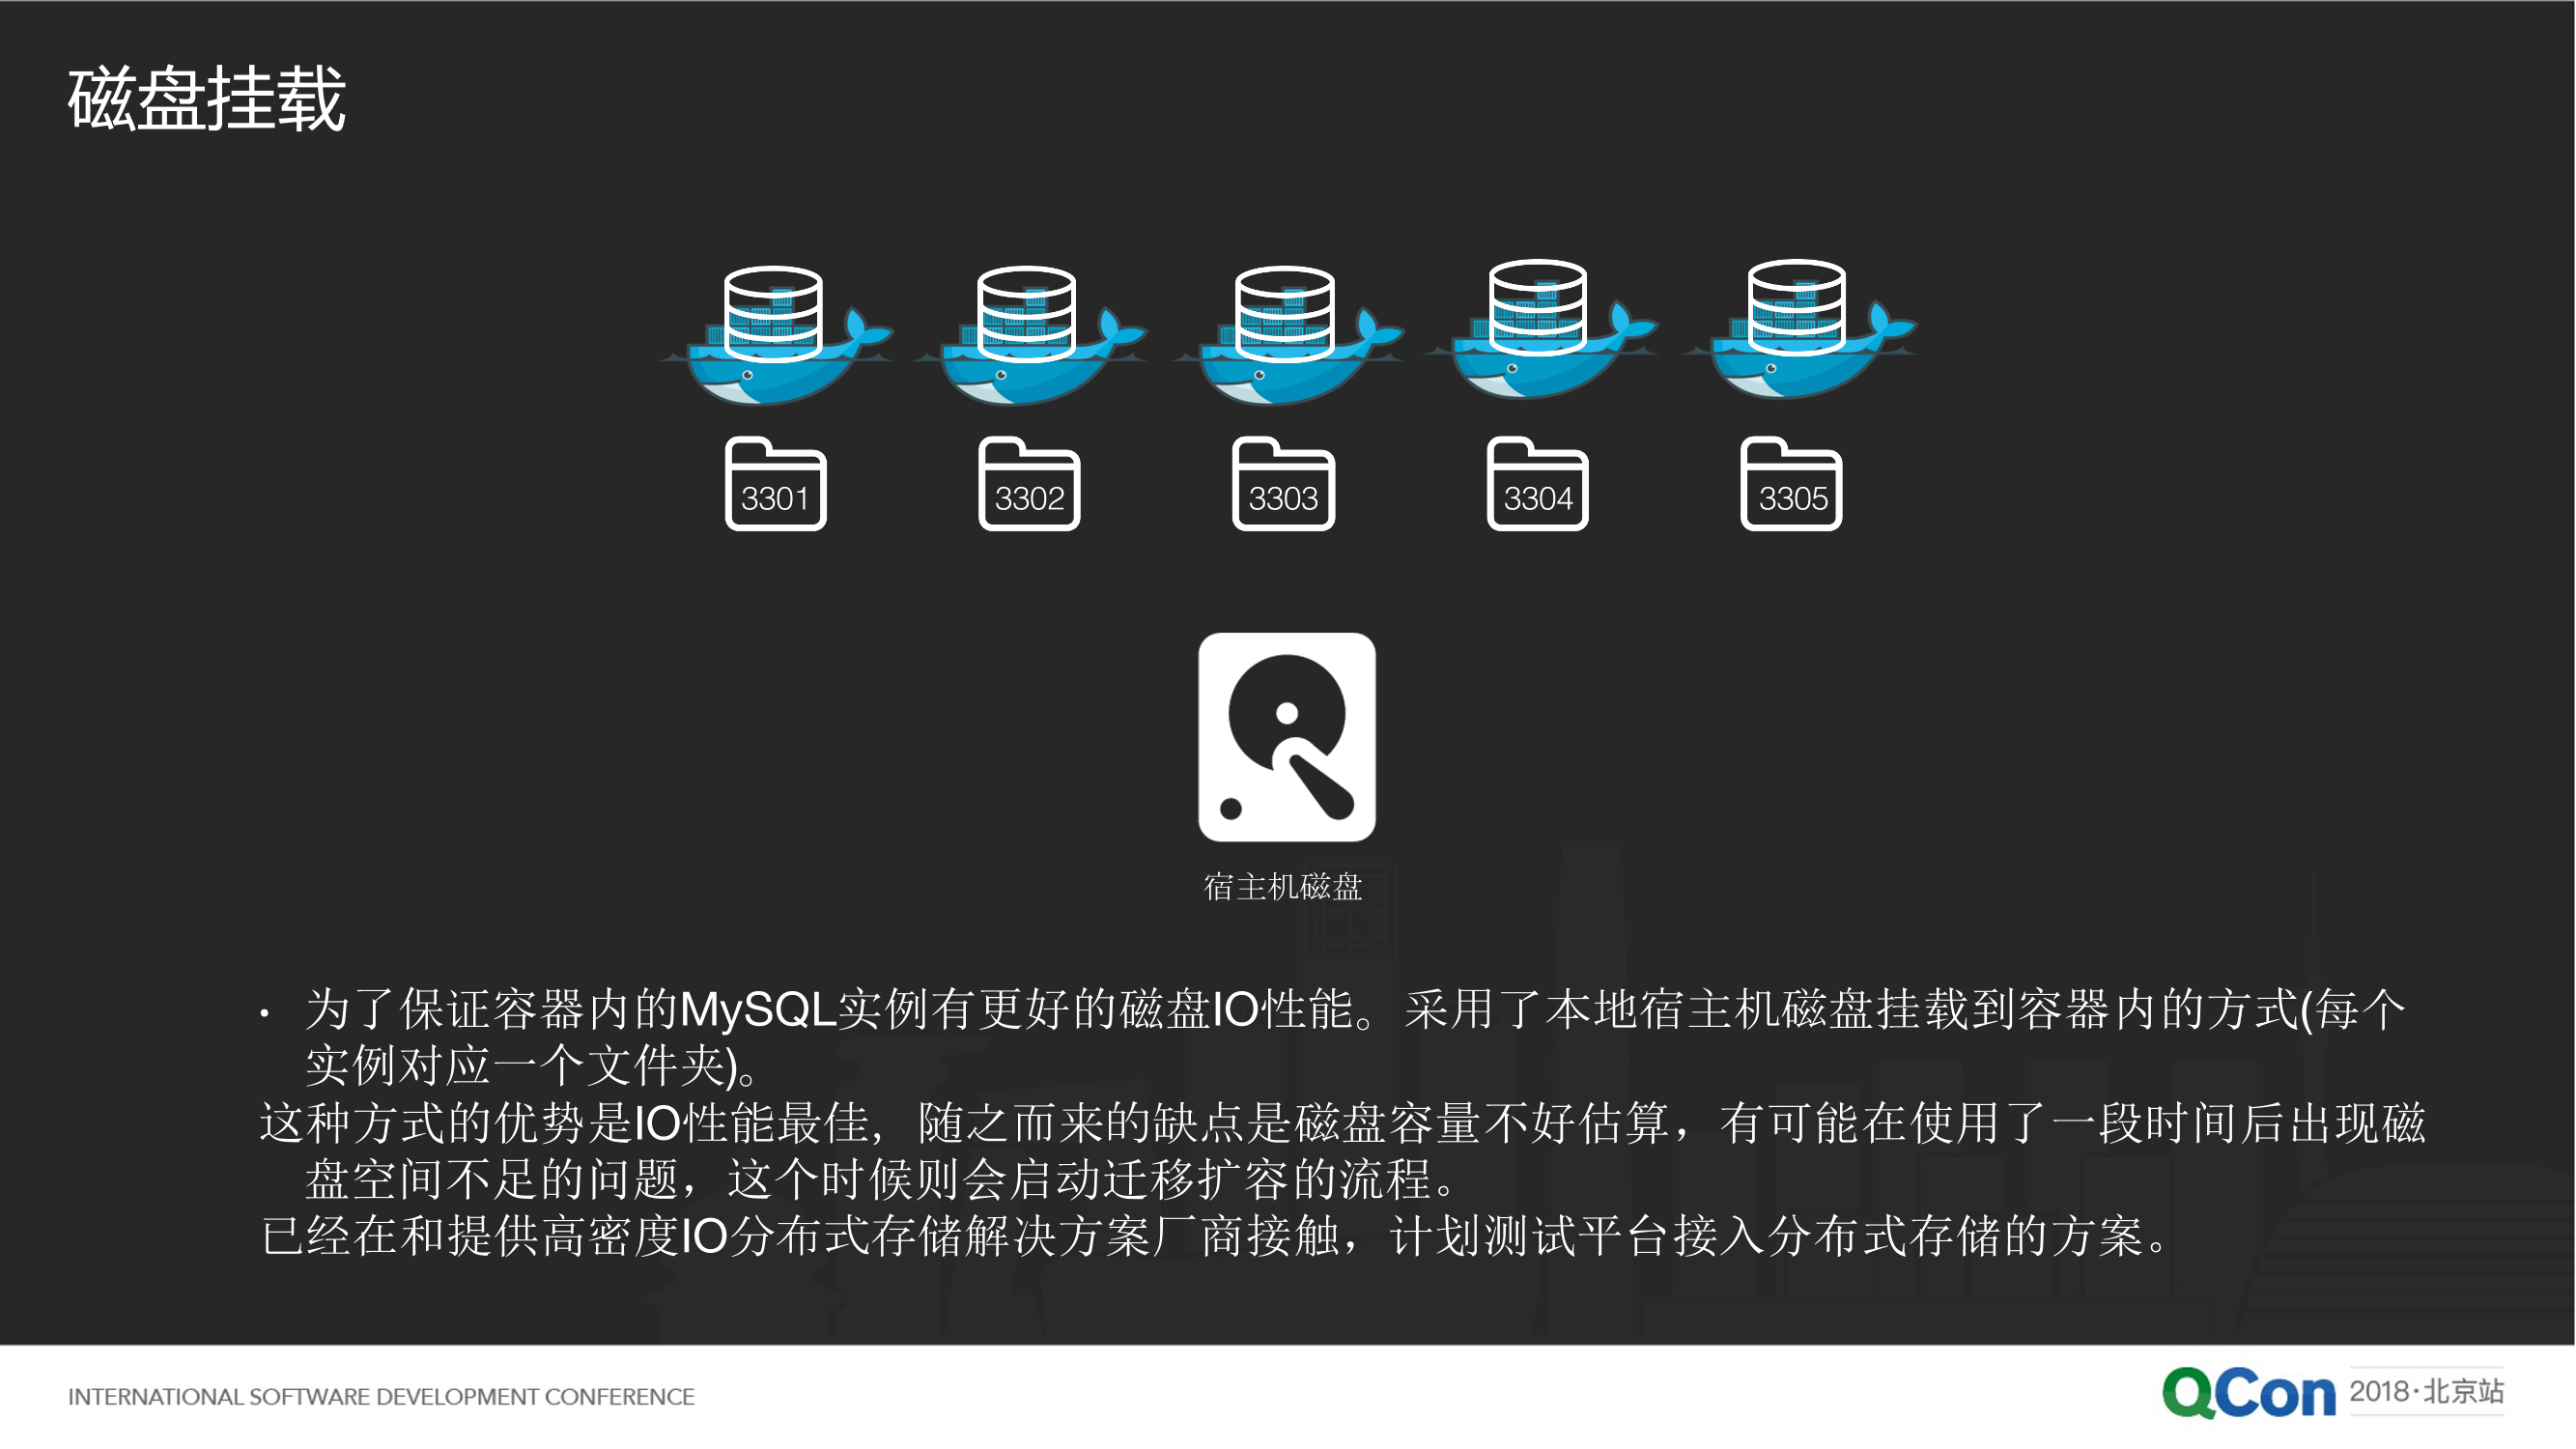 磁盘挂载
3301
3302
3303
3304
3305
宿主机磁盘
• 为了保证容器内的MySQL实例有更好的磁盘IO性能。采用了本地宿主机磁盘挂载到容器内的方式(每个
实例对应一个文件夹)。
这种方式的优势是IO性能最佳，随之而来的缺点是磁盘容量不好估算，有可能在使用了一段时间后出现磁
盘空间不足的问题，这个时候则会启动迁移扩容的流程。
已经在和提供高密度IO分布式存储解决方案厂商接触，计划测试平台接入分布式存储的方案。
INTERNATIONAL SOFTWARE DEVELOPMENT CONFERENCE
QCon 2018·北京站